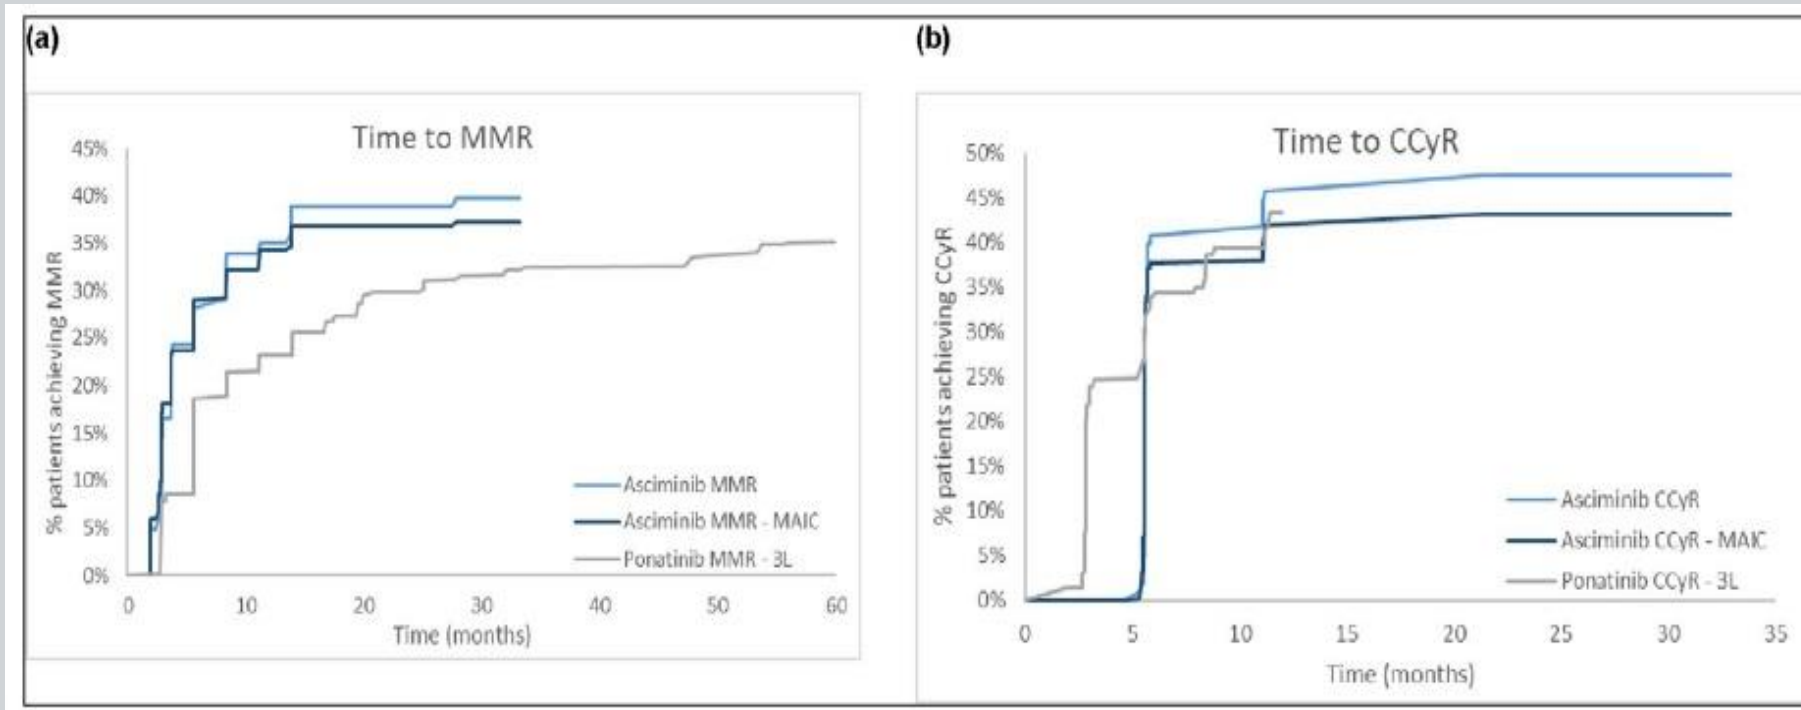 (a)
Time to MMR
45%
40%
35%
30%
25%
20%
15%
10%
5%
0%
% patients achieving MMR
Asciminib MMR
Asciminib MMR - MAIC
Ponatinib MMR - 3L
0 10 20 30 40 50 60
Time (months)
(b)
Time to CCyR
50%
45%
40%
35%
30%
25%
20%
15%
10%
5%
0%
% patients achieving CCyR
Asciminib CCyR
Asciminib CCyR - MAIC
Ponatinib CCyR - 3L
0 5 10 15 20 25 30 35
Time (months)